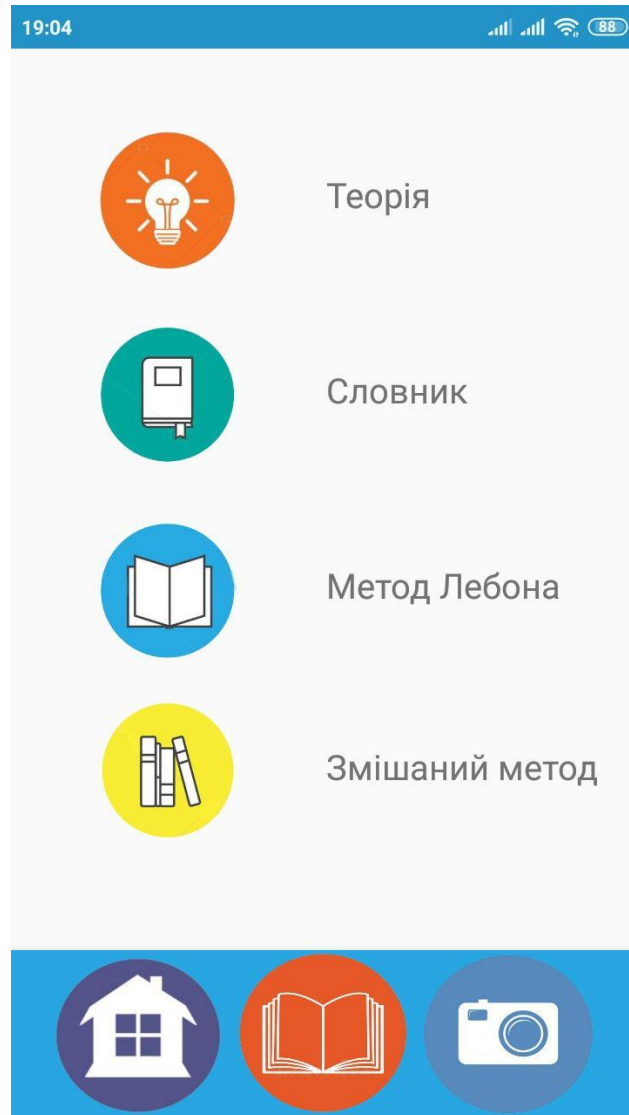 19:04
88
Теорія
Словник
Метод Лебона
Змішаний метод